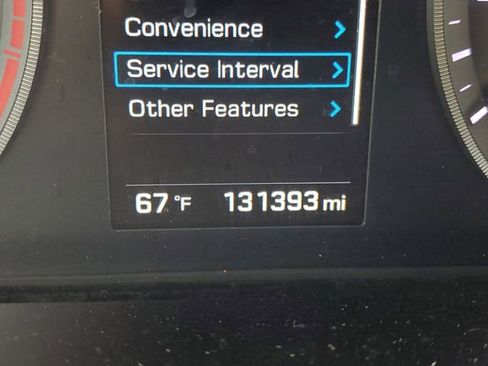 Convenience >
Service Interval >
Other Features >
67 °F 131393 mi